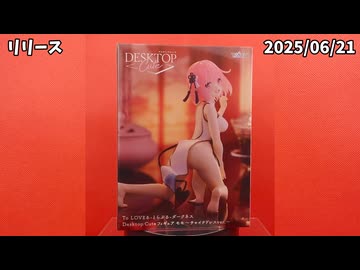 リリース
2025/06/21
DESKTOP
Cute
To LOVEる-とらぶる-ダークネス
Desktop Cute フィギュア モモ～チャイナドレスver.～